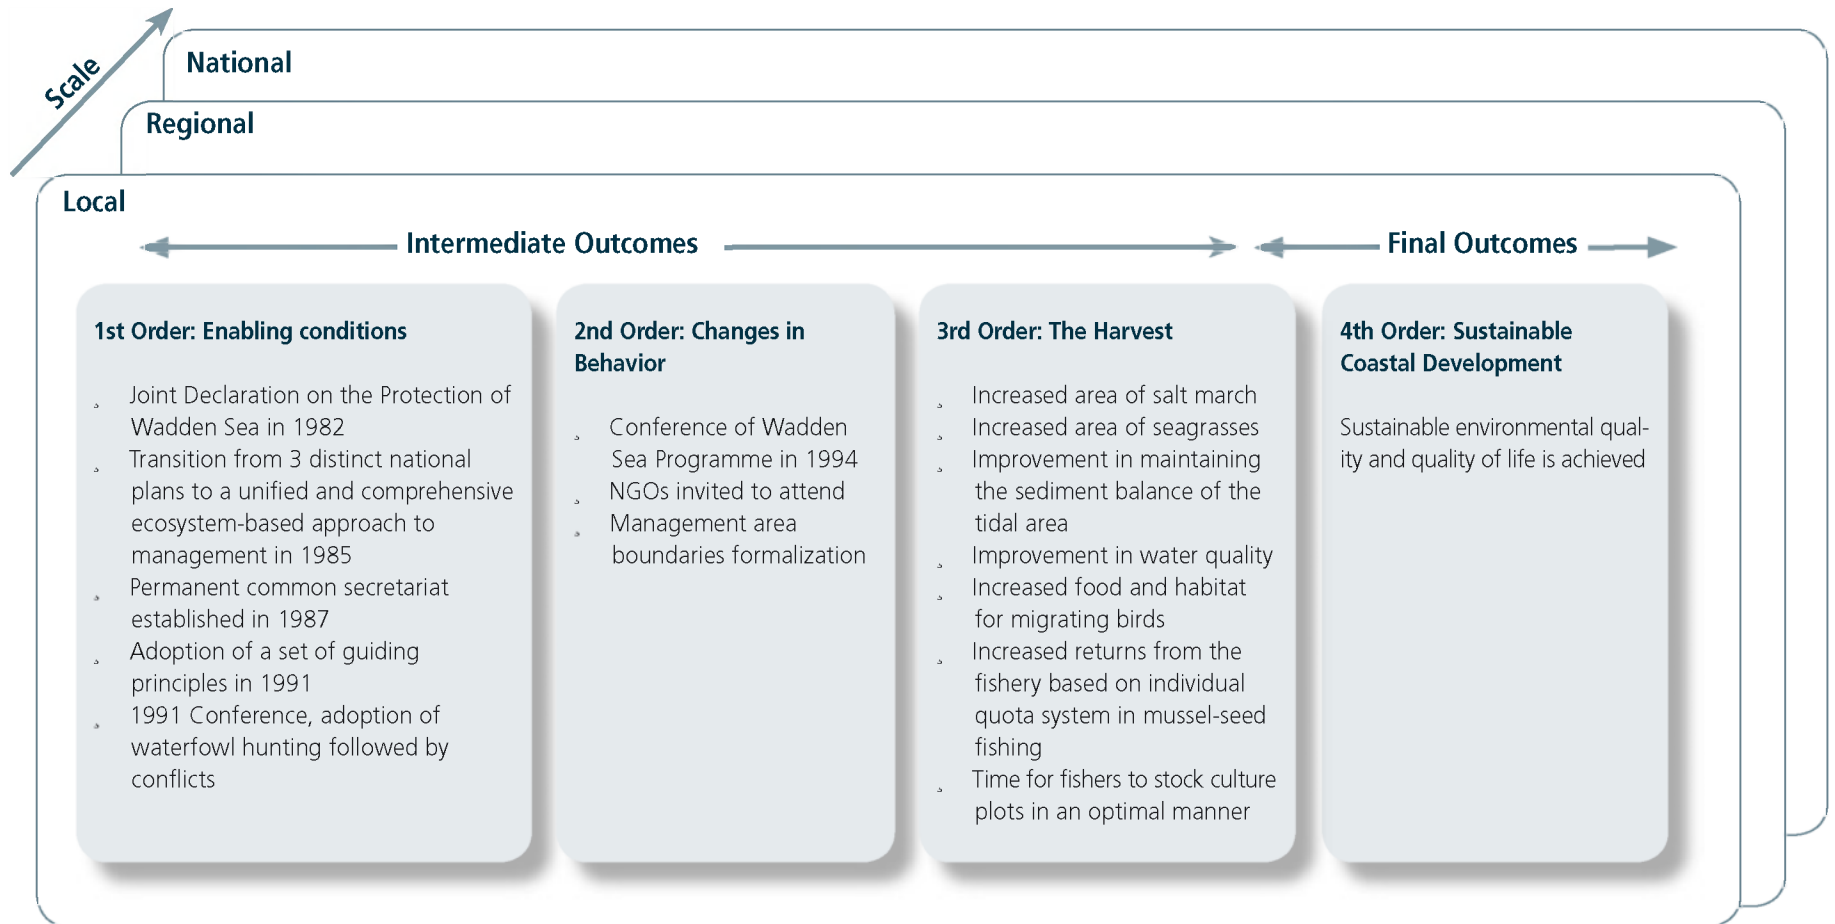 Scale
National
Regional
Local
Intermediate Outcomes
Final Outcomes
1st Order: Enabling conditions
Joint Declaration on the Protection of
Wadden Sea in 1982
Transition from 3 distinct national
plans to a unified and comprehensive
ecosystem-based approach to
management in 1985
Permanent common secretariat
established in 1987
Adoption of a set of guiding
principles in 1991
1991 Conference, adoption of
waterfowl hunting followed by
conflicts
2nd Order: Changes in
Behavior
Conference of Wadden
Sea Programme in 1994
NGOs invited to attend
Management area
boundaries formalization
3rd Order: The Harvest
Increased area of salt march
Increased area of seagrasses
Improvement in maintaining
the sediment balance of the
tidal area
Improvement in water quality
Increased food and habitat
for migrating birds
Increased returns from the
fishery based on individual
quota system in mussel-seed
fishing
Time for fishers to stock culture
plots in an optimal manner
4th Order: Sustainable
Coastal Development
Sustainable environmental qual-
ity and quality of life is achieved